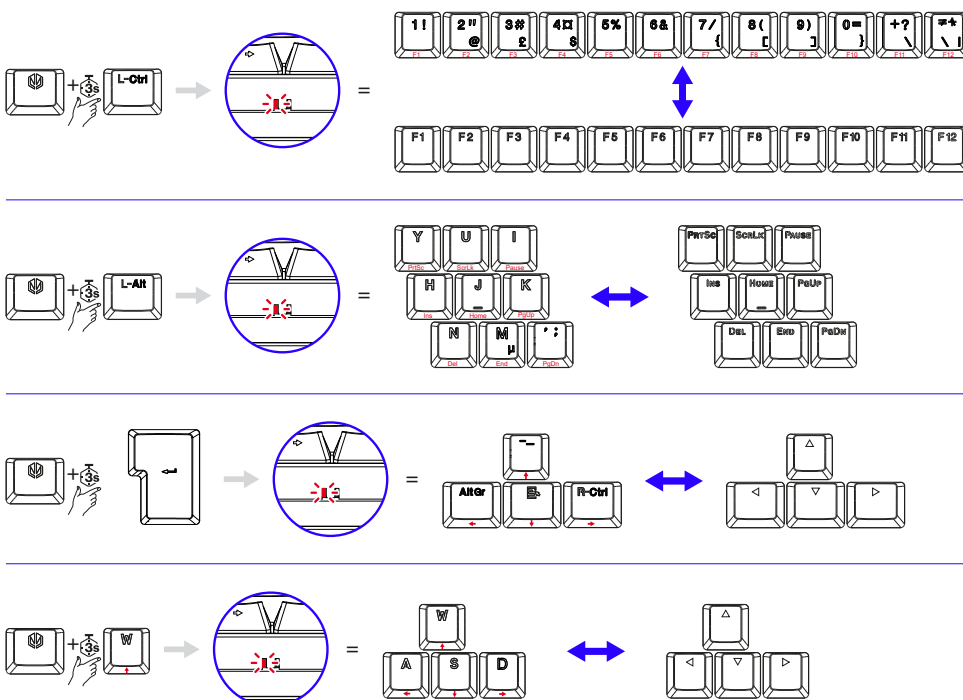 1 ! 2 " @ 3 # £ 4 ¤ $ 5 % 6 & 7 / { 8 ( [ 9 ) ] 0 = } + ? \
F1 F2 F3 F4 F5 F6 F7 F8 F9 F10 F11 F12
+ 3s L-Ctrl =
F1 F2 F3 F4 F5 F6 F7 F8 F9 F10 F11 F12
Y U I PrtSc ScrLk Pause
PrtSc ScrLk Pause
+ 3s L-Alt = H J K Ins Home PgUp
Ins Home PgUp
N M µ , ; Del End PgDn
Del End PgDn
+ 3s =
- _
Alt Gr R-Ctrl
+ 3s W = W
A S D